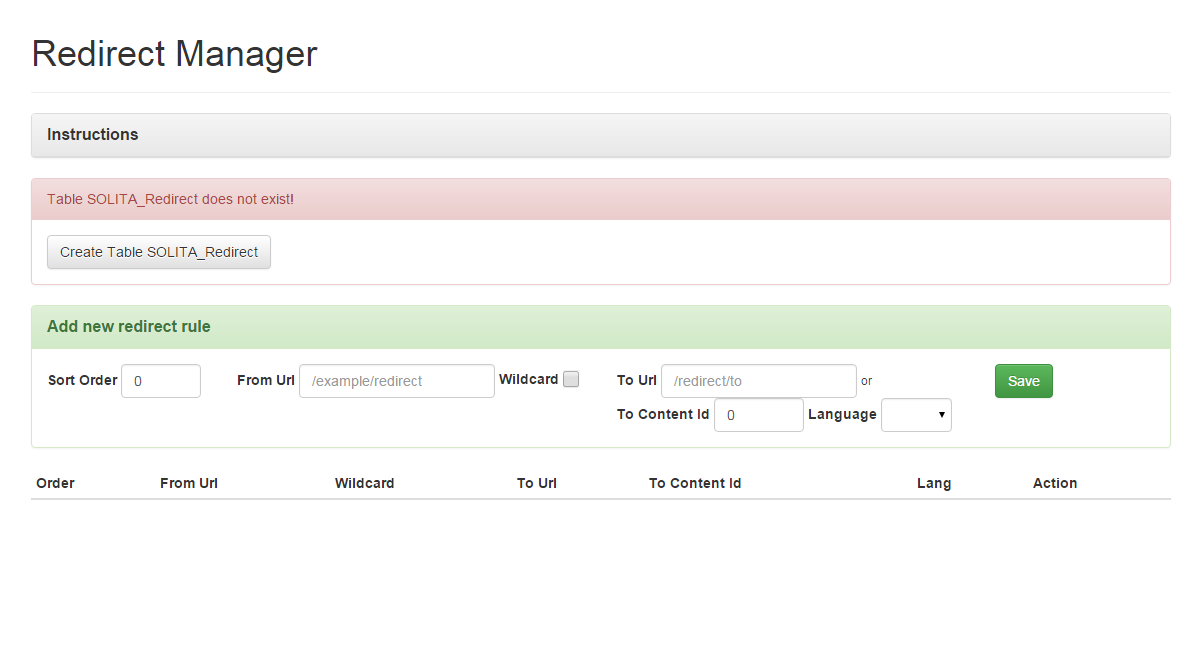 Redirect Manager
Instructions
Table SOLITA_Redirect does not exist!
Create Table SOLITA_Redirect
Add new redirect rule
Sort Order 0 From Url /example/redirect Wildcard To Url /redirect/to or Save
To Content Id 0 Language
Order From Url Wildcard To Url To Content Id Lang Action